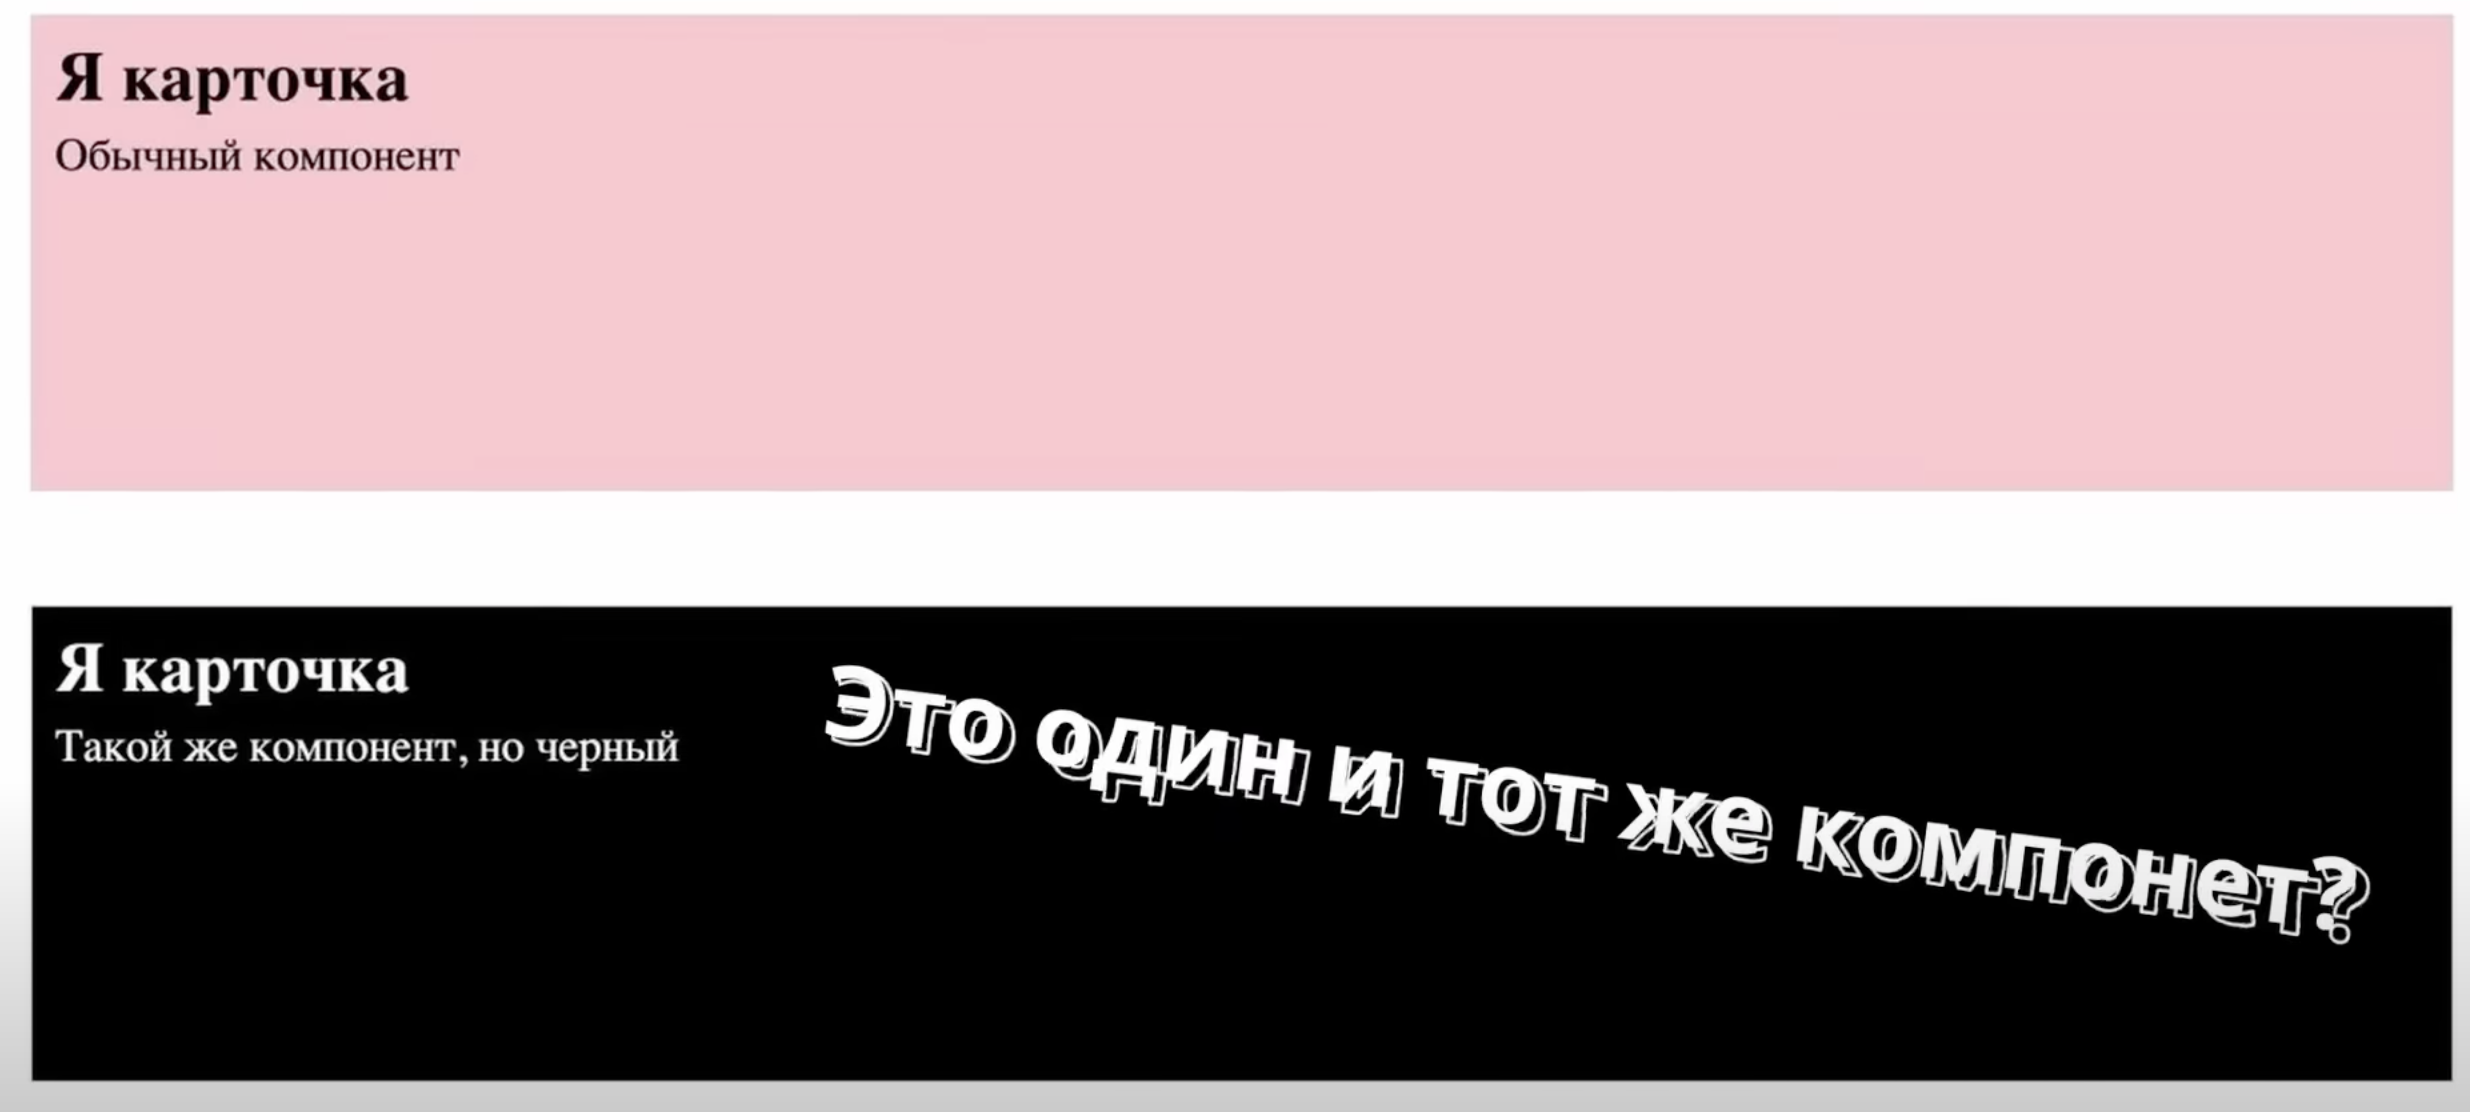 Я карточка
Обычный компонент
Я карточка
Такой же компонент, но черный
Это один и тот же компонет?